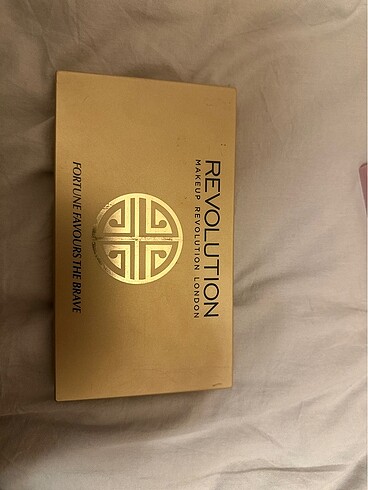 REVOLUTION
MAKEUP REVOLUTION LONDON
FORTUNE FAVOURS THE BRAVE